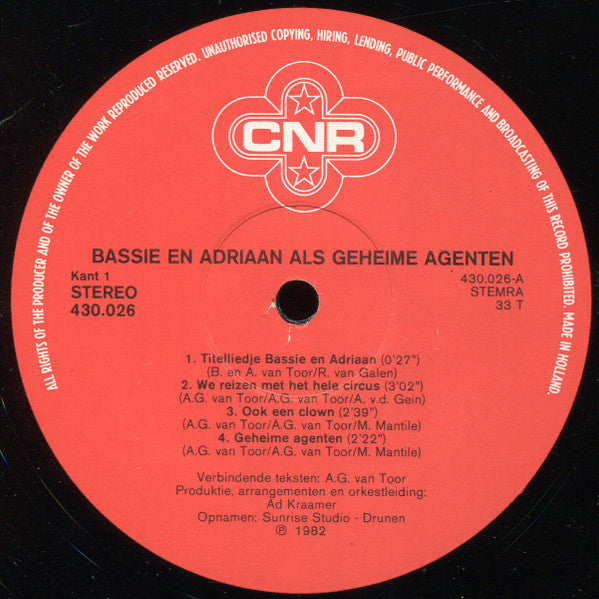 ALL RIGHTS OF THE PRODUCER AND OF THE OWNER OF THE WORK REPRODUCED RESERVED. UNAUTHORISED COPYING, HIRING, LENDING, PUBLIC PERFORMANCE AND BROADCASTING OF THIS RECORD PROHIBITED. MADE IN HOLLAND.
CNR
BASSIE EN ADRIAAN ALS GEHEIME AGENTEN
Kant 1
STEREO
430.026
430.026-A
STEMRA
33 T
1. Titelliedje Bassie en Adriaan (0'27")
(B. en A. van Toor/R. van Galen)
2. We reizen met het hele circus (3'02")
(A.G. van Toor/A.G. van Toor/A. v.d. Gein)
3. Ook een clown (2'39")
(A.G. van Toor/A.G. van Toor/M. Mantile)
4. Geheime agenten (2'22")
(A.G. van Toor/A.G. van Toor/M. Mantile)
Verbindende teksten: A.G. van Toor
Produktie, arrangementen en orkestleiding:
Ad Kraamer
Opnamen: Sunrise Studio - Drunen
℗ 1982